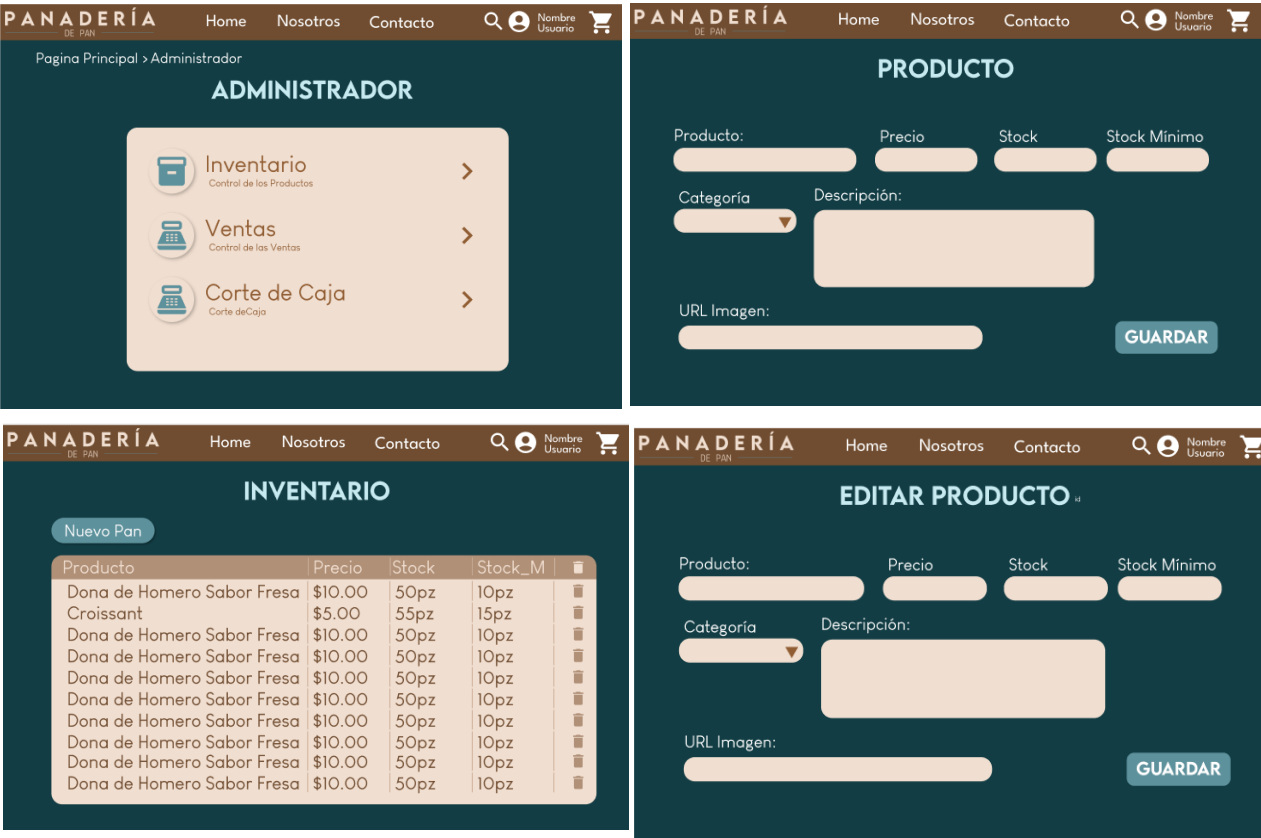 PANADERÍA
DE PAN
Home Nosotros Contacto
Nombre
Usuario
Pagina Principal > Administrador
ADMINISTRADOR
Inventario
Control de los Productos
Ventas
Control de las Ventas
Corte de Caja
Corte deCaja
PANADERÍA
DE PAN
Home Nosotros Contacto
Nombre
Usuario
PRODUCTO
Producto: Precio Stock Stock Mínimo
Categoría Descripción:
URL Imagen:
GUARDAR
PANADERÍA
DE PAN
Home Nosotros Contacto
Nombre
Usuario
INVENTARIO
Nuevo Pan
Producto Precio Stock Stock_M
Dona de Homero Sabor Fresa $10.00 50pz 10pz
Croissant $5.00 55pz 15pz
Dona de Homero Sabor Fresa $10.00 50pz 10pz
Dona de Homero Sabor Fresa $10.00 50pz 10pz
Dona de Homero Sabor Fresa $10.00 50pz 10pz
Dona de Homero Sabor Fresa $10.00 50pz 10pz
Dona de Homero Sabor Fresa $10.00 50pz 10pz
Dona de Homero Sabor Fresa $10.00 50pz 10pz
Dona de Homero Sabor Fresa $10.00 50pz 10pz
Dona de Homero Sabor Fresa $10.00 50pz 10pz
PANADERÍA
DE PAN
Home Nosotros Contacto
Nombre
Usuario
EDITAR PRODUCTO id
Producto: Precio Stock Stock Mínimo
Categoría Descripción:
URL Imagen:
GUARDAR